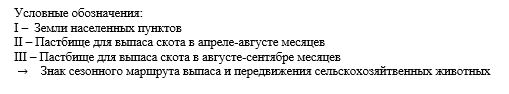 Условные обозначения:
I – Земли населенных пунктов
II – Пастбище для выпаса скота в апреле-августе месяцев
III – Пастбище для выпаса скота в августе-сентябре месяцев
→ Знак сезонного маршрута выпаса и передвижения сельскохозяйтвенных животных